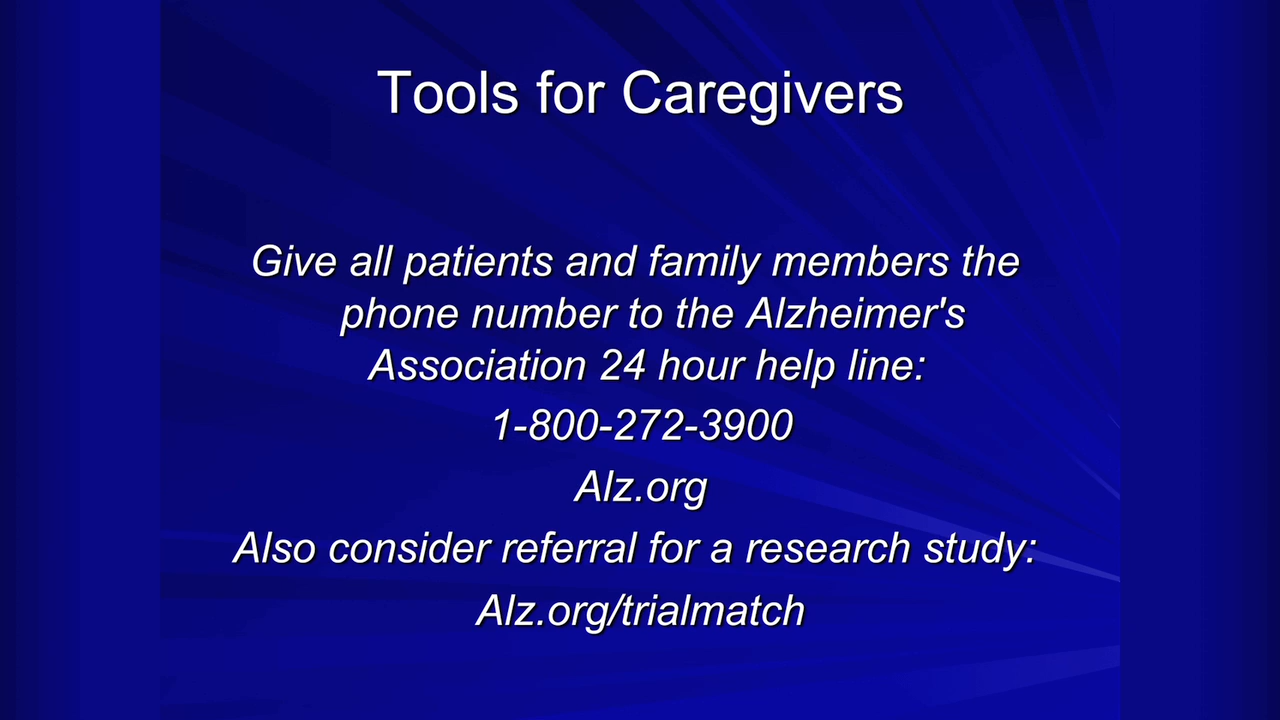 Tools for Caregivers
Give all patients and family members the
phone number to the Alzheimer's
Association 24 hour help line:
1-800-272-3900
Alz.org
Also consider referral for a research study:
Alz.org/trialmatch